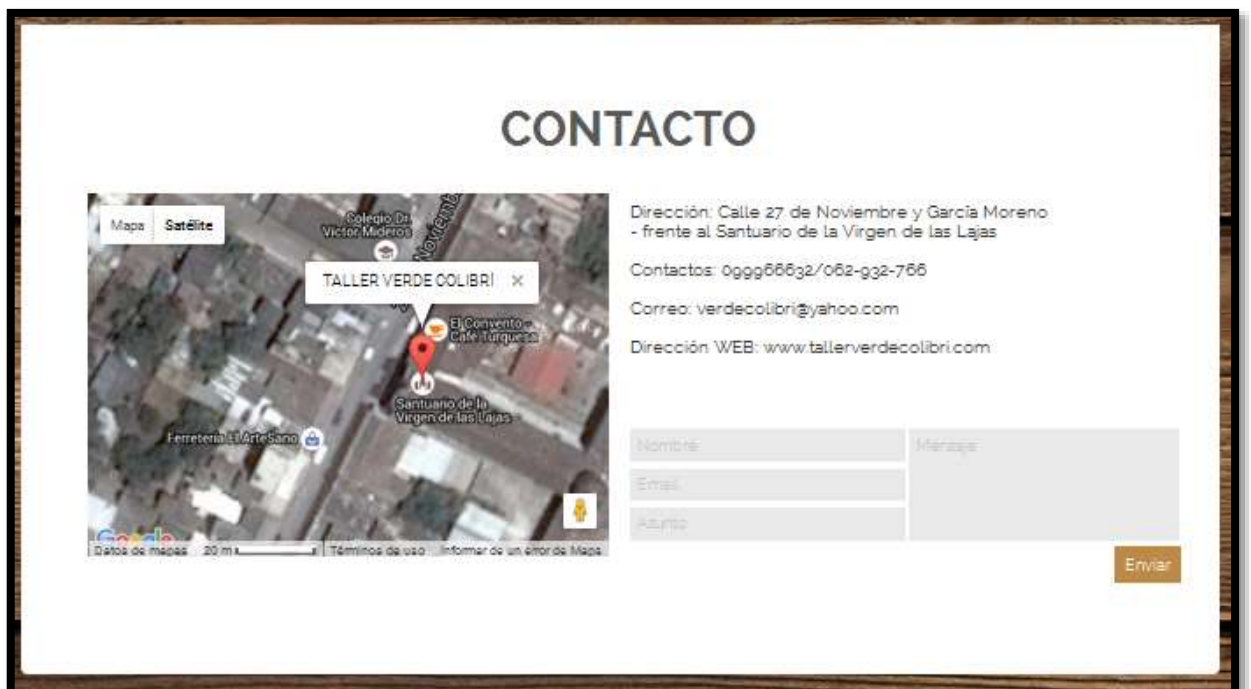 CONTACTO
Mapa Satélite
Colegio Dr.
Víctor Mideros
Noviembre
TALLER VERDE COLIBRÍ ×
El Convento -
Café Turquesa
Santuario de la
Virgen de las Lajas
Ferretería El ArteSano
Google
Datos de mapas 20 m Términos de uso Informar de un error de Maps
Dirección: Calle 27 de Noviembre y García Moreno
- frente al Santuario de la Virgen de las Lajas
Contactos: 099966632/062-932-766
Correo: verdecolibri@yahoo.com
Dirección WEB: www.tallerverdecolibri.com
Nombre
Email
Asunto
Mensaje
Enviar